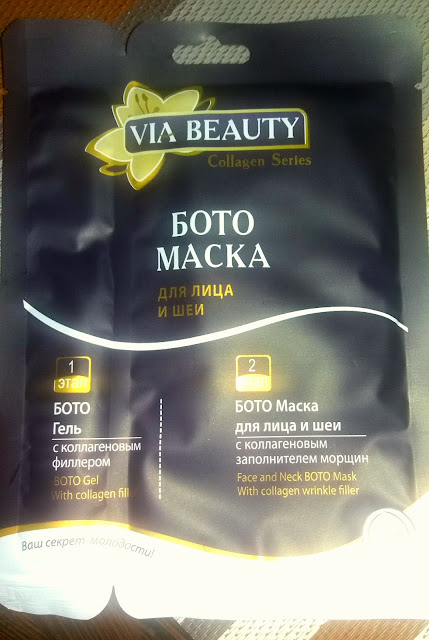 VIA BEAUTY
Collagen Series
БОТО
МАСКА
ДЛЯ ЛИЦА
И ШЕИ
1
этап
БОТО
Гель
с коллагеновым
филлером
BOTO Gel
With collagen filler
2
этап
БОТО Маска
для лица и шеи
с коллагеновым
заполнителем морщин
Face and Neck BOTO Mask
With collagen wrinkle filler
Ваш секрет молодости!